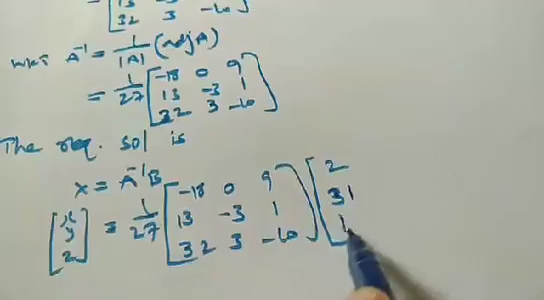 = [13
32 3 -10]
WKT A⁻¹ = 1/|A| (adj A)
= 1/27 [-18 0 9
13 -3 1
32 3 -10]
The req. sol is
X = A⁻¹B
[x y z] = 1/27 [-18 0 9
13 -3 1
32 3 -10] [2
31
1